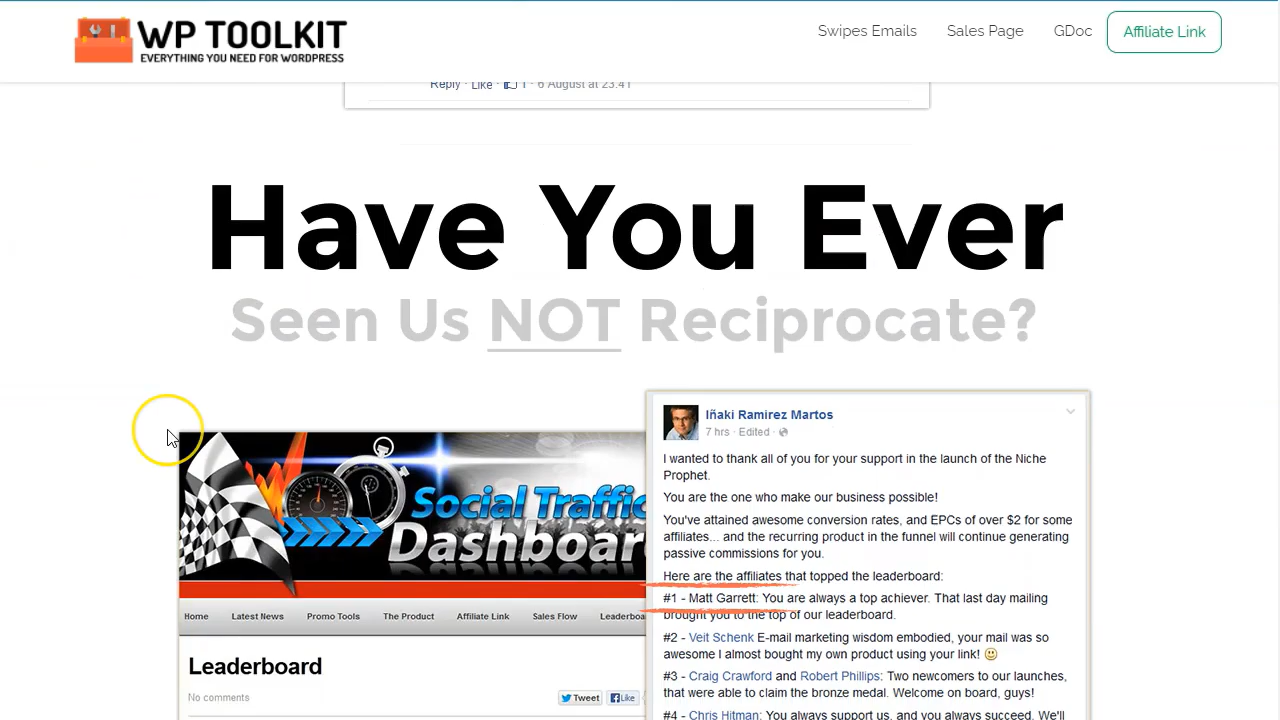 WP TOOLKIT
EVERYTHING YOU NEED FOR WORDPRESS
Swipes Emails Sales Page GDoc Affiliate Link
Reply · Like · 1 · 6 August at 23:41
Have You Ever
Seen Us NOT Reciprocate?
Social Traffic
Dashboar
Home Latest News Promo Tools The Product Affiliate Link Sales Flow Leaderboa
Leaderboard
No comments
Tweet Like
Iñaki Ramirez Martos
7 hrs · Edited ·
I wanted to thank all of you for your support in the launch of the Niche
Prophet.
You are the one who make our business possible!
You've attained awesome conversion rates, and EPCs of over $2 for some
affiliates... and the recurring product in the funnel will continue generating
passive commissions for you.
Here are the affiliates that topped the leaderboard:
#1 - Matt Garrett: You are always a top achiever. That last day mailing
brought you to the top of our leaderboard.
#2 - Veit Schenk E-mail marketing wisdom embodied, your mail was so
awesome I almost bought my own product using your link!
#3 - Craig Crawford and Robert Phillips: Two newcomers to our launches,
that were able to claim the bronze medal. Welcome on board, guys!
#4 - Chris Hitman: You always support us, and you always succeed. We'll